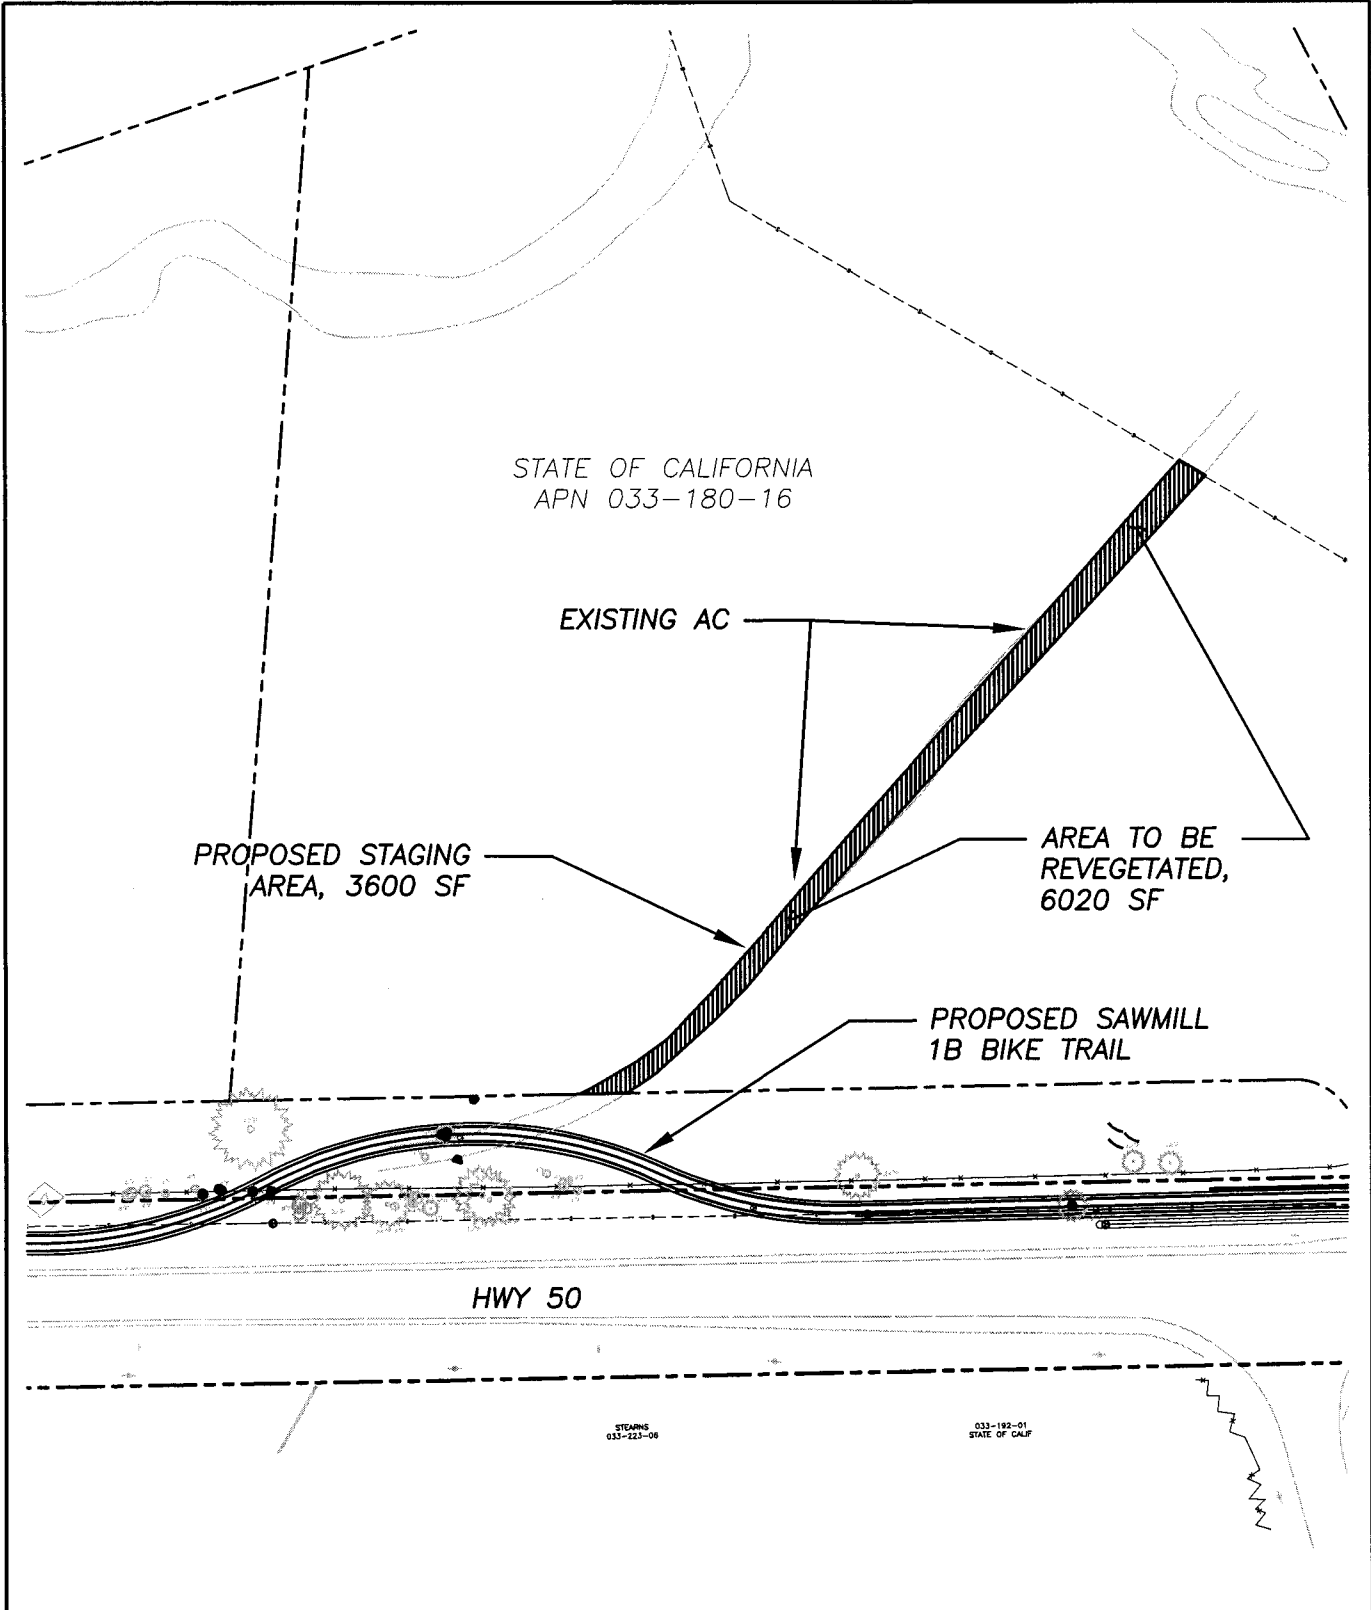 STATE OF CALIFORNIA
APN 033-180-16
EXISTING AC
PROPOSED STAGING
AREA, 3600 SF
AREA TO BE
REVEGETATED,
6020 SF
PROPOSED SAWMILL
1B BIKE TRAIL
HWY 50
STEARNS
033-223-06
033-192-01
STATE OF CALIF